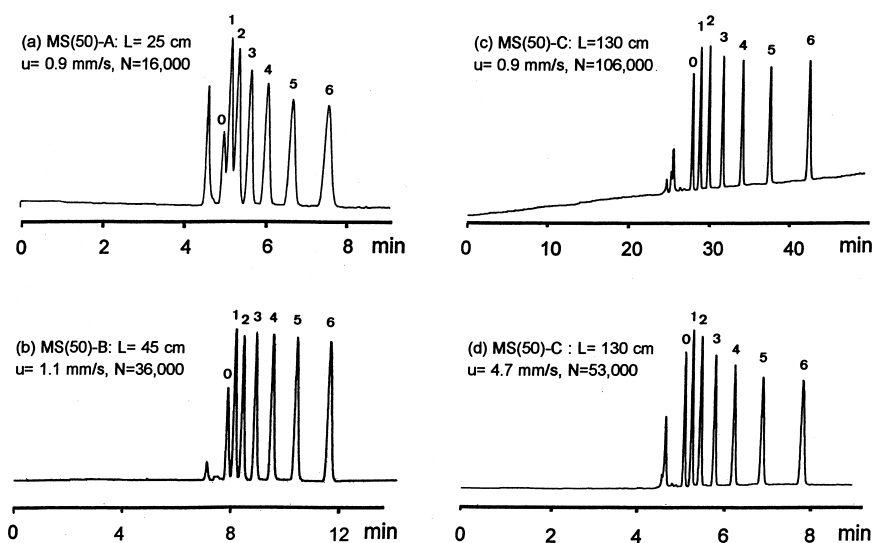 (a) MS(50)-A: L= 25 cm
u= 0.9 mm/s, N=16,000
0 1 2 3 4 5 6
0 2 4 6 8 min
(b) MS(50)-B: L= 45 cm
u= 1.1 mm/s, N=36,000
0 1 2 3 4 5 6
0 4 8 12 min
(c) MS(50)-C: L=130 cm
u= 0.9 mm/s, N=106,000
0 1 2 3 4 5 6
0 10 20 30 40 min
(d) MS(50)-C : L= 130 cm
u= 4.7 mm/s, N=53,000
0 1 2 3 4 5 6
0 2 4 6 8 min